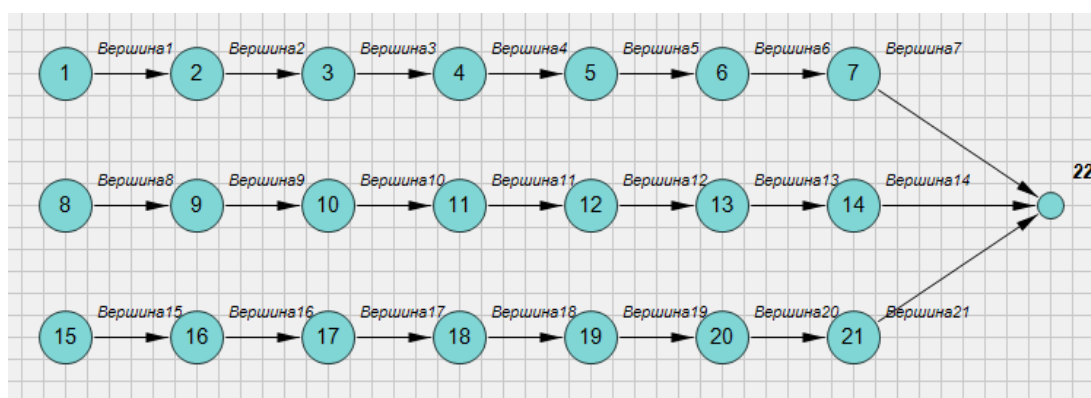 Вершина1 Вершина2 Вершина3 Вершина4 Вершина5 Вершина6 Вершина7
1 2 3 4 5 6 7
22
Вершина8 Вершина9 Вершина10 Вершина11 Вершина12 Вершина13 Вершина14
8 9 10 11 12 13 14
Вершина15 Вершина16 Вершина17 Вершина18 Вершина19 Вершина20 Вершина21
15 16 17 18 19 20 21